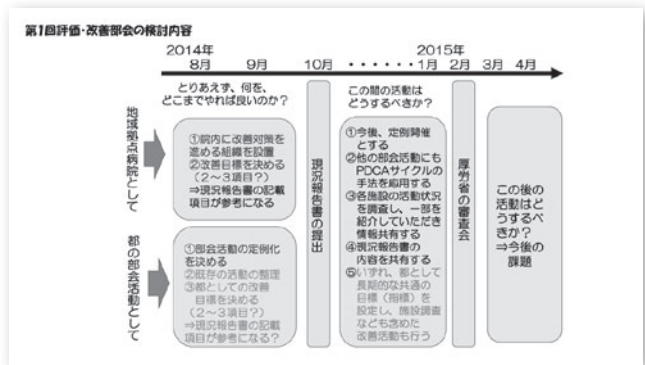 第1回評価・改善部会の検討内容
2014年
2015年
8月
9月
10月
・・・・・・1月
2月
3月
4月
とりあえず、何を、
どこまでやれば良いのか？
この間の活動は
どうするべきか？
地域拠点病院として
①院内に改善対策を
進める組織を設置
②改善目標を決める
（２～３項目？）
⇒現況報告書の記載
項目が参考になる
都の部会活動として
①部会活動の定例化
を決める
②既存の活動の整理
③都としての改善
目標を決める
（２～３項目？）
⇒現況報告書の記載
項目が参考になる？
現況報告書の提出
①今後、定例開催
とする
②他の部会活動にも
PDCAサイクルの
手法を応用する
③各施設の活動状況
を調査し、一部を
紹介していただき
情報共有する
④現況報告書の
内容を共有する
⑤いずれ、都として
長期的な共通の
目標（指標）を
設定し、施設調査
なども含めた
改善活動も行う
厚労省の審査会
この後の
活動はど
うするべ
きか？
⇒今後の
課題